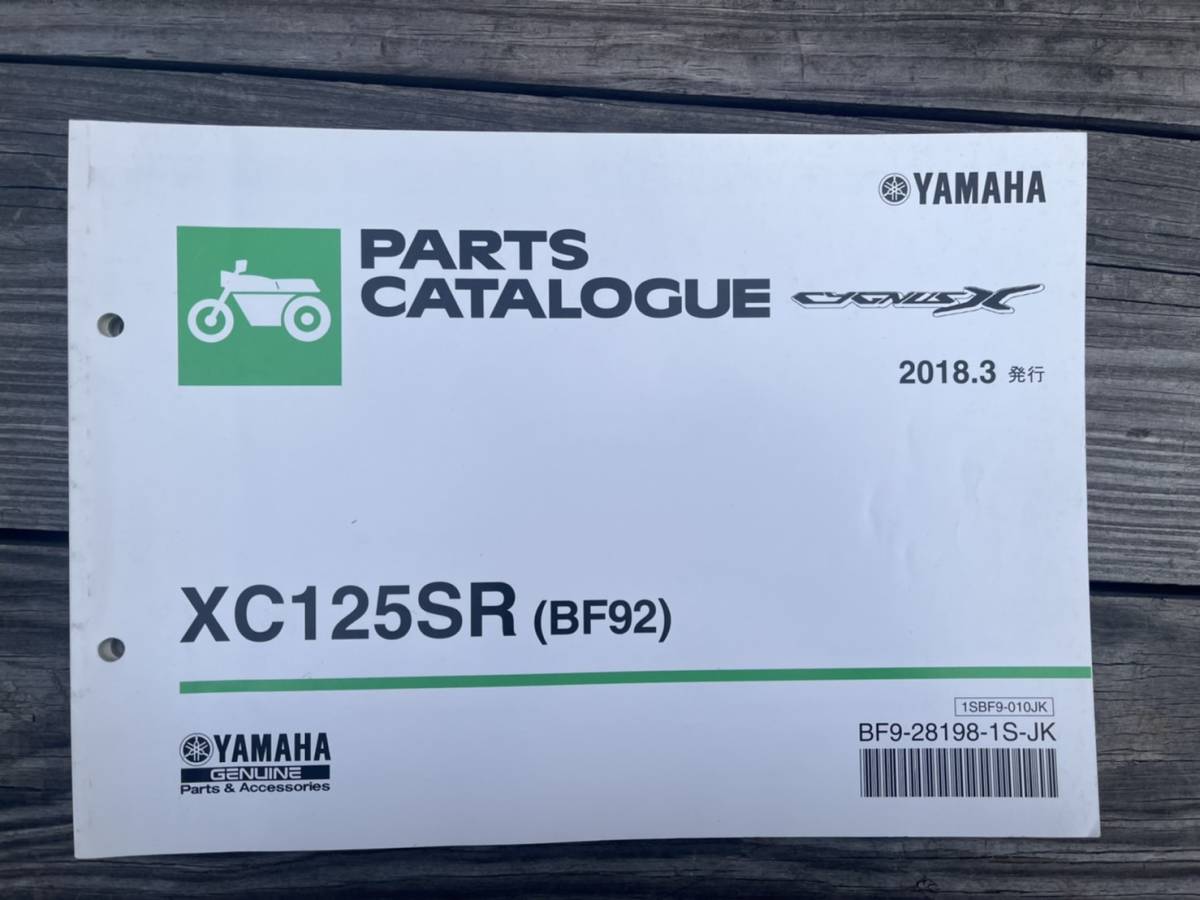 YAMAHA
PARTS
CATALOGUE
CYGNUS X
2018.3 発行
XC125SR (BF92)
1SBF9-010JK
BF9-28198-1S-JK
YAMAHA
GENUINE
Parts & Accessories